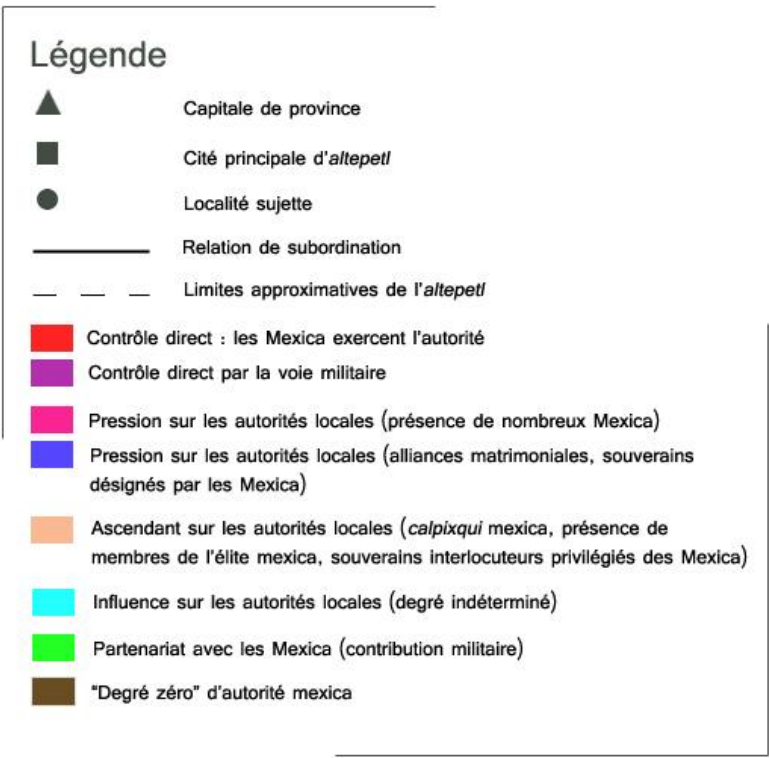 Légende
Capitale de province
Cité principale d'altepetl
Localité sujette
Relation de subordination
Limites approximatives de l'altepetl
Contrôle direct : les Mexica exercent l'autorité
Contrôle direct par la voie militaire
Pression sur les autorités locales (présence de nombreux Mexica)
Pression sur les autorités locales (alliances matrimoniales, souverains
désignés par les Mexica)
Ascendant sur les autorités locales (calpixqui mexica, présence de
membres de l'élite mexica, souverains interlocuteurs privilégiés des Mexica)
Influence sur les autorités locales (degré indéterminé)
Partenariat avec les Mexica (contribution militaire)
"Degré zéro" d'autorité mexica